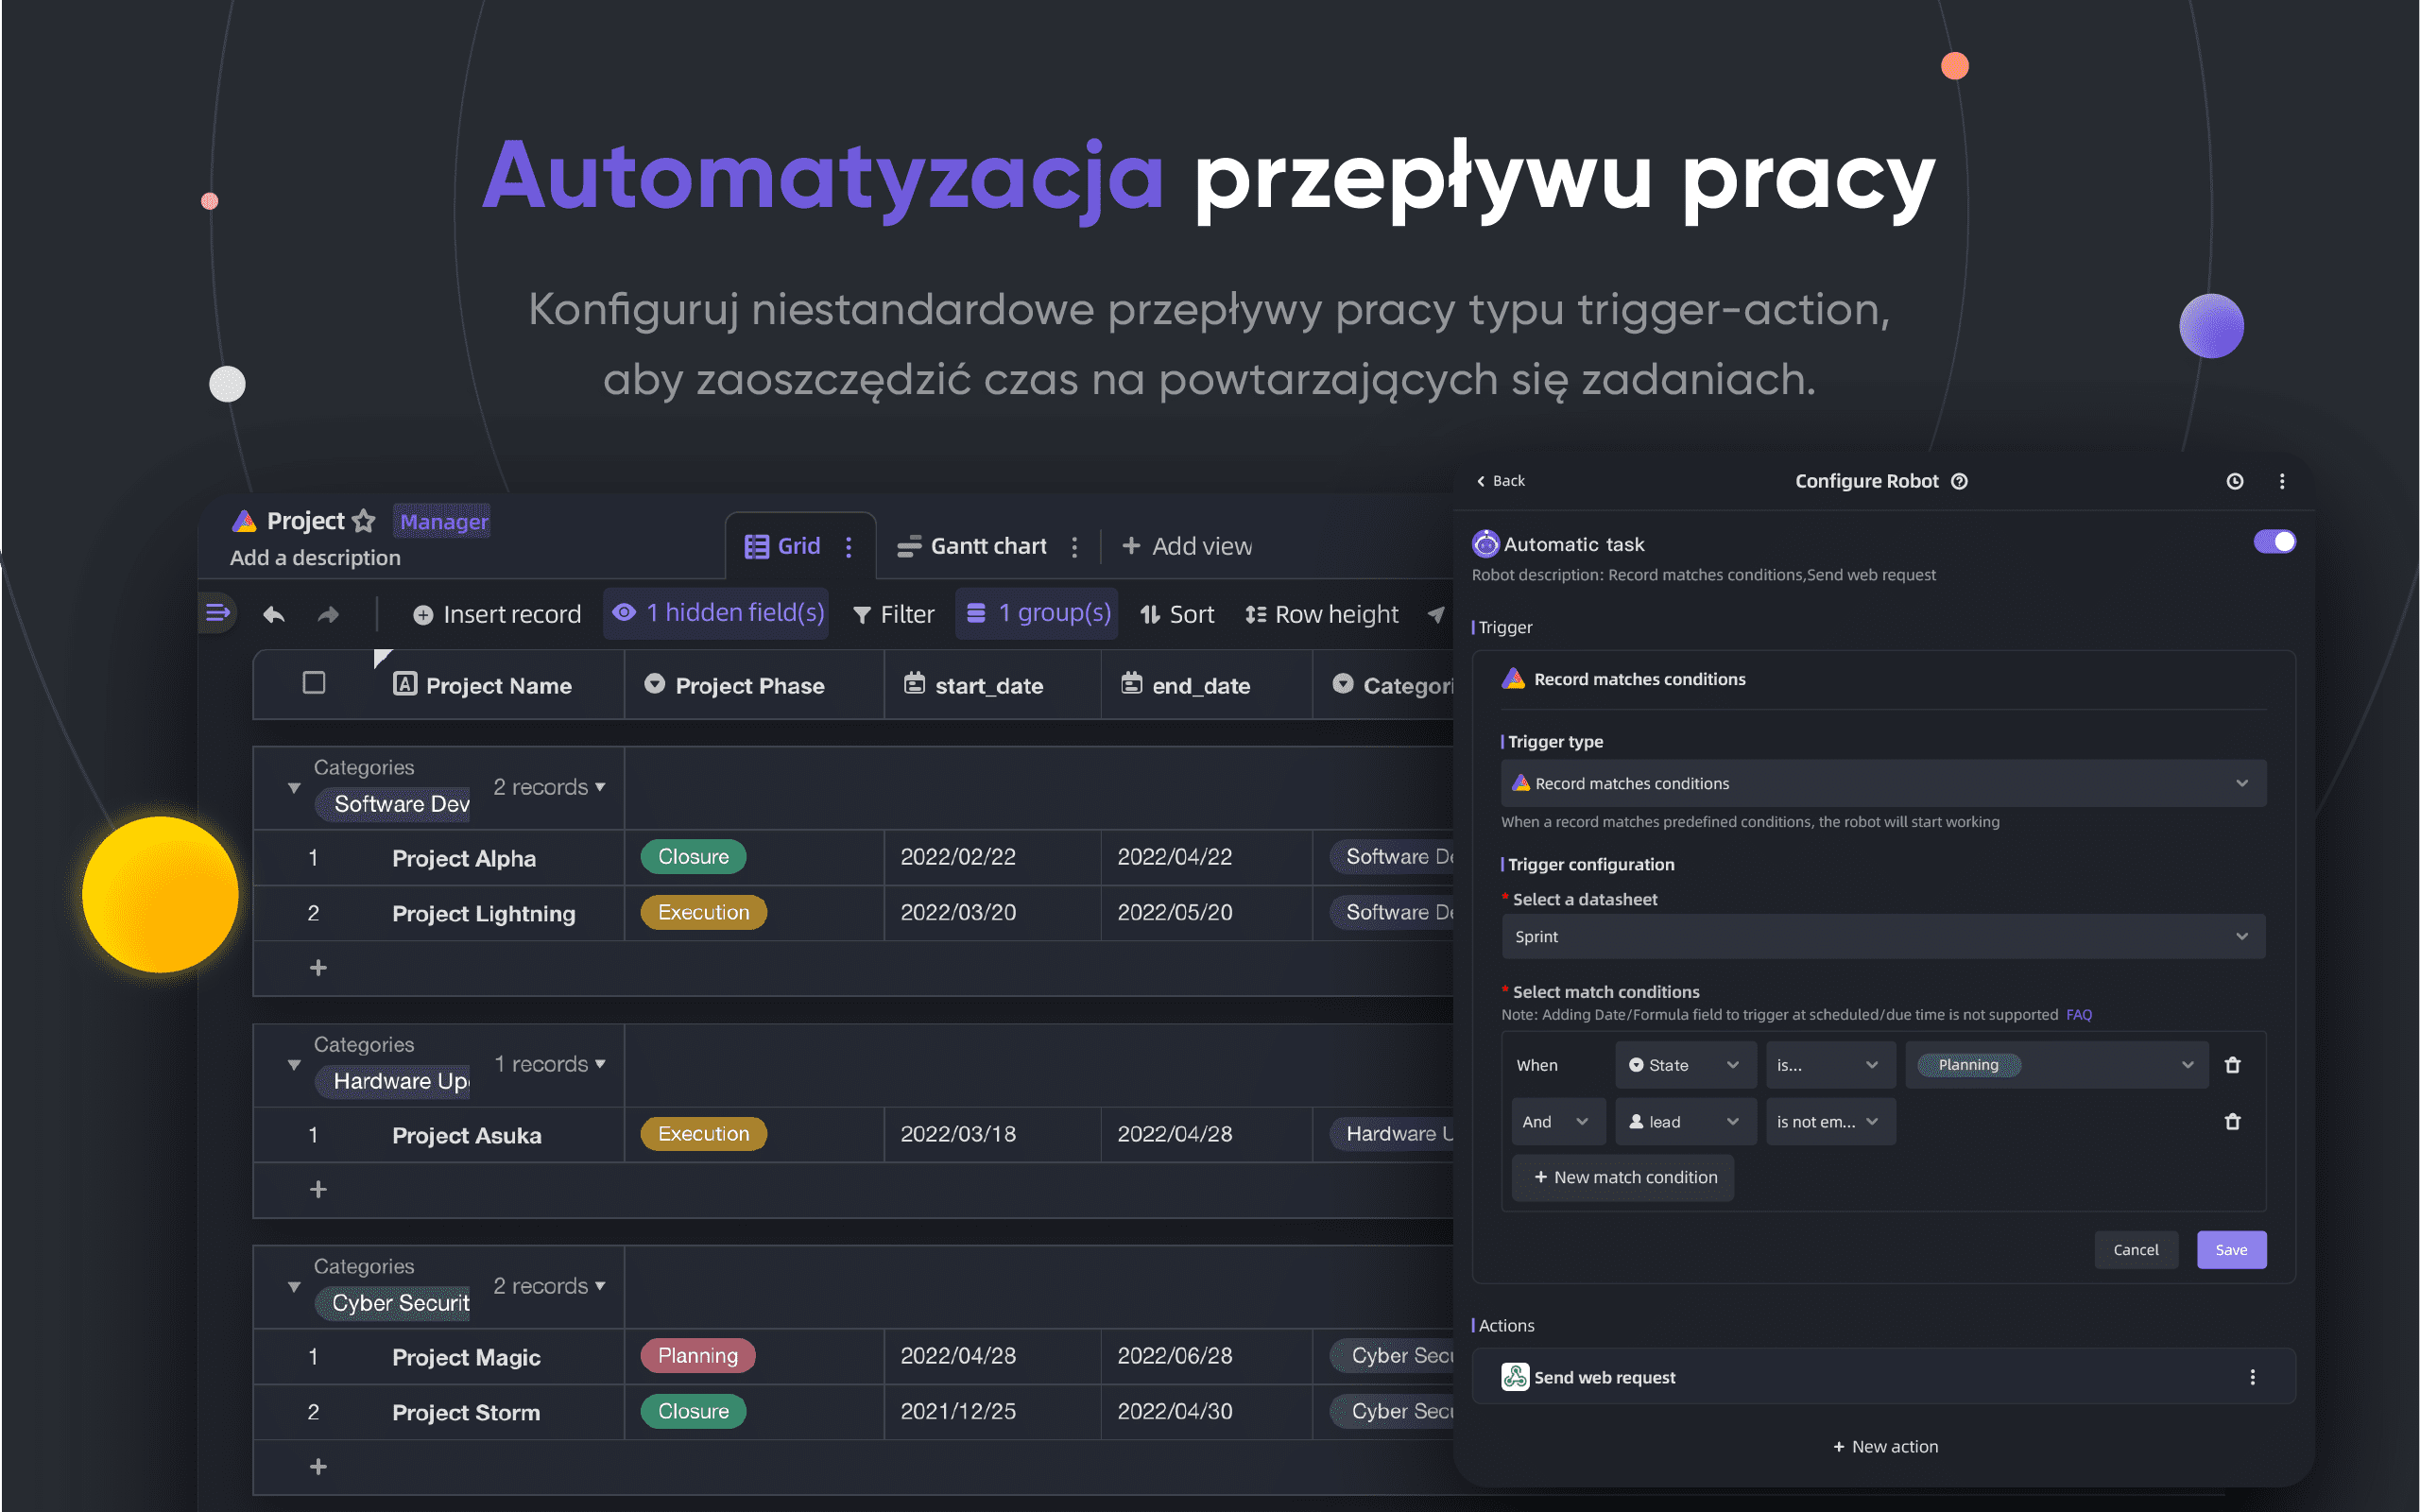 Automatyzacja przepływu pracy
Konfiguruj niestandardowe przepływy pracy typu trigger-action,
aby zaoszczędzić czas na powtarzających się zadaniach.
Project Manager
Add a description
Grid Gantt chart + Add view
Insert record 1 hidden field(s) Filter 1 group(s) Sort Row height
Project Name Project Phase start_date end_date Categori
Categories
Software Dev 2 records
1 Project Alpha Closure 2022/02/22 2022/04/22 Software De
2 Project Lightning Execution 2022/03/20 2022/05/20 Software De
+
Categories
Hardware Up 1 records
1 Project Asuka Execution 2022/03/18 2022/04/28 Hardware U
+
Categories
Cyber Securit 2 records
1 Project Magic Planning 2022/04/28 2022/06/28 Cyber Secu
2 Project Storm Closure 2021/12/25 2022/04/30 Cyber Secu
+
Back Configure Robot
Automatic task
Robot description: Record matches conditions,Send web request
Trigger
Record matches conditions
Trigger type
Record matches conditions
When a record matches predefined conditions, the robot will start working
Trigger configuration
* Select a datasheet
Sprint
* Select match conditions
Note: Adding Date/Formula field to trigger at scheduled/due time is not supported FAQ
When State is... Planning
And lead is not em...
+ New match condition
Cancel Save
Actions
Send web request
+ New action